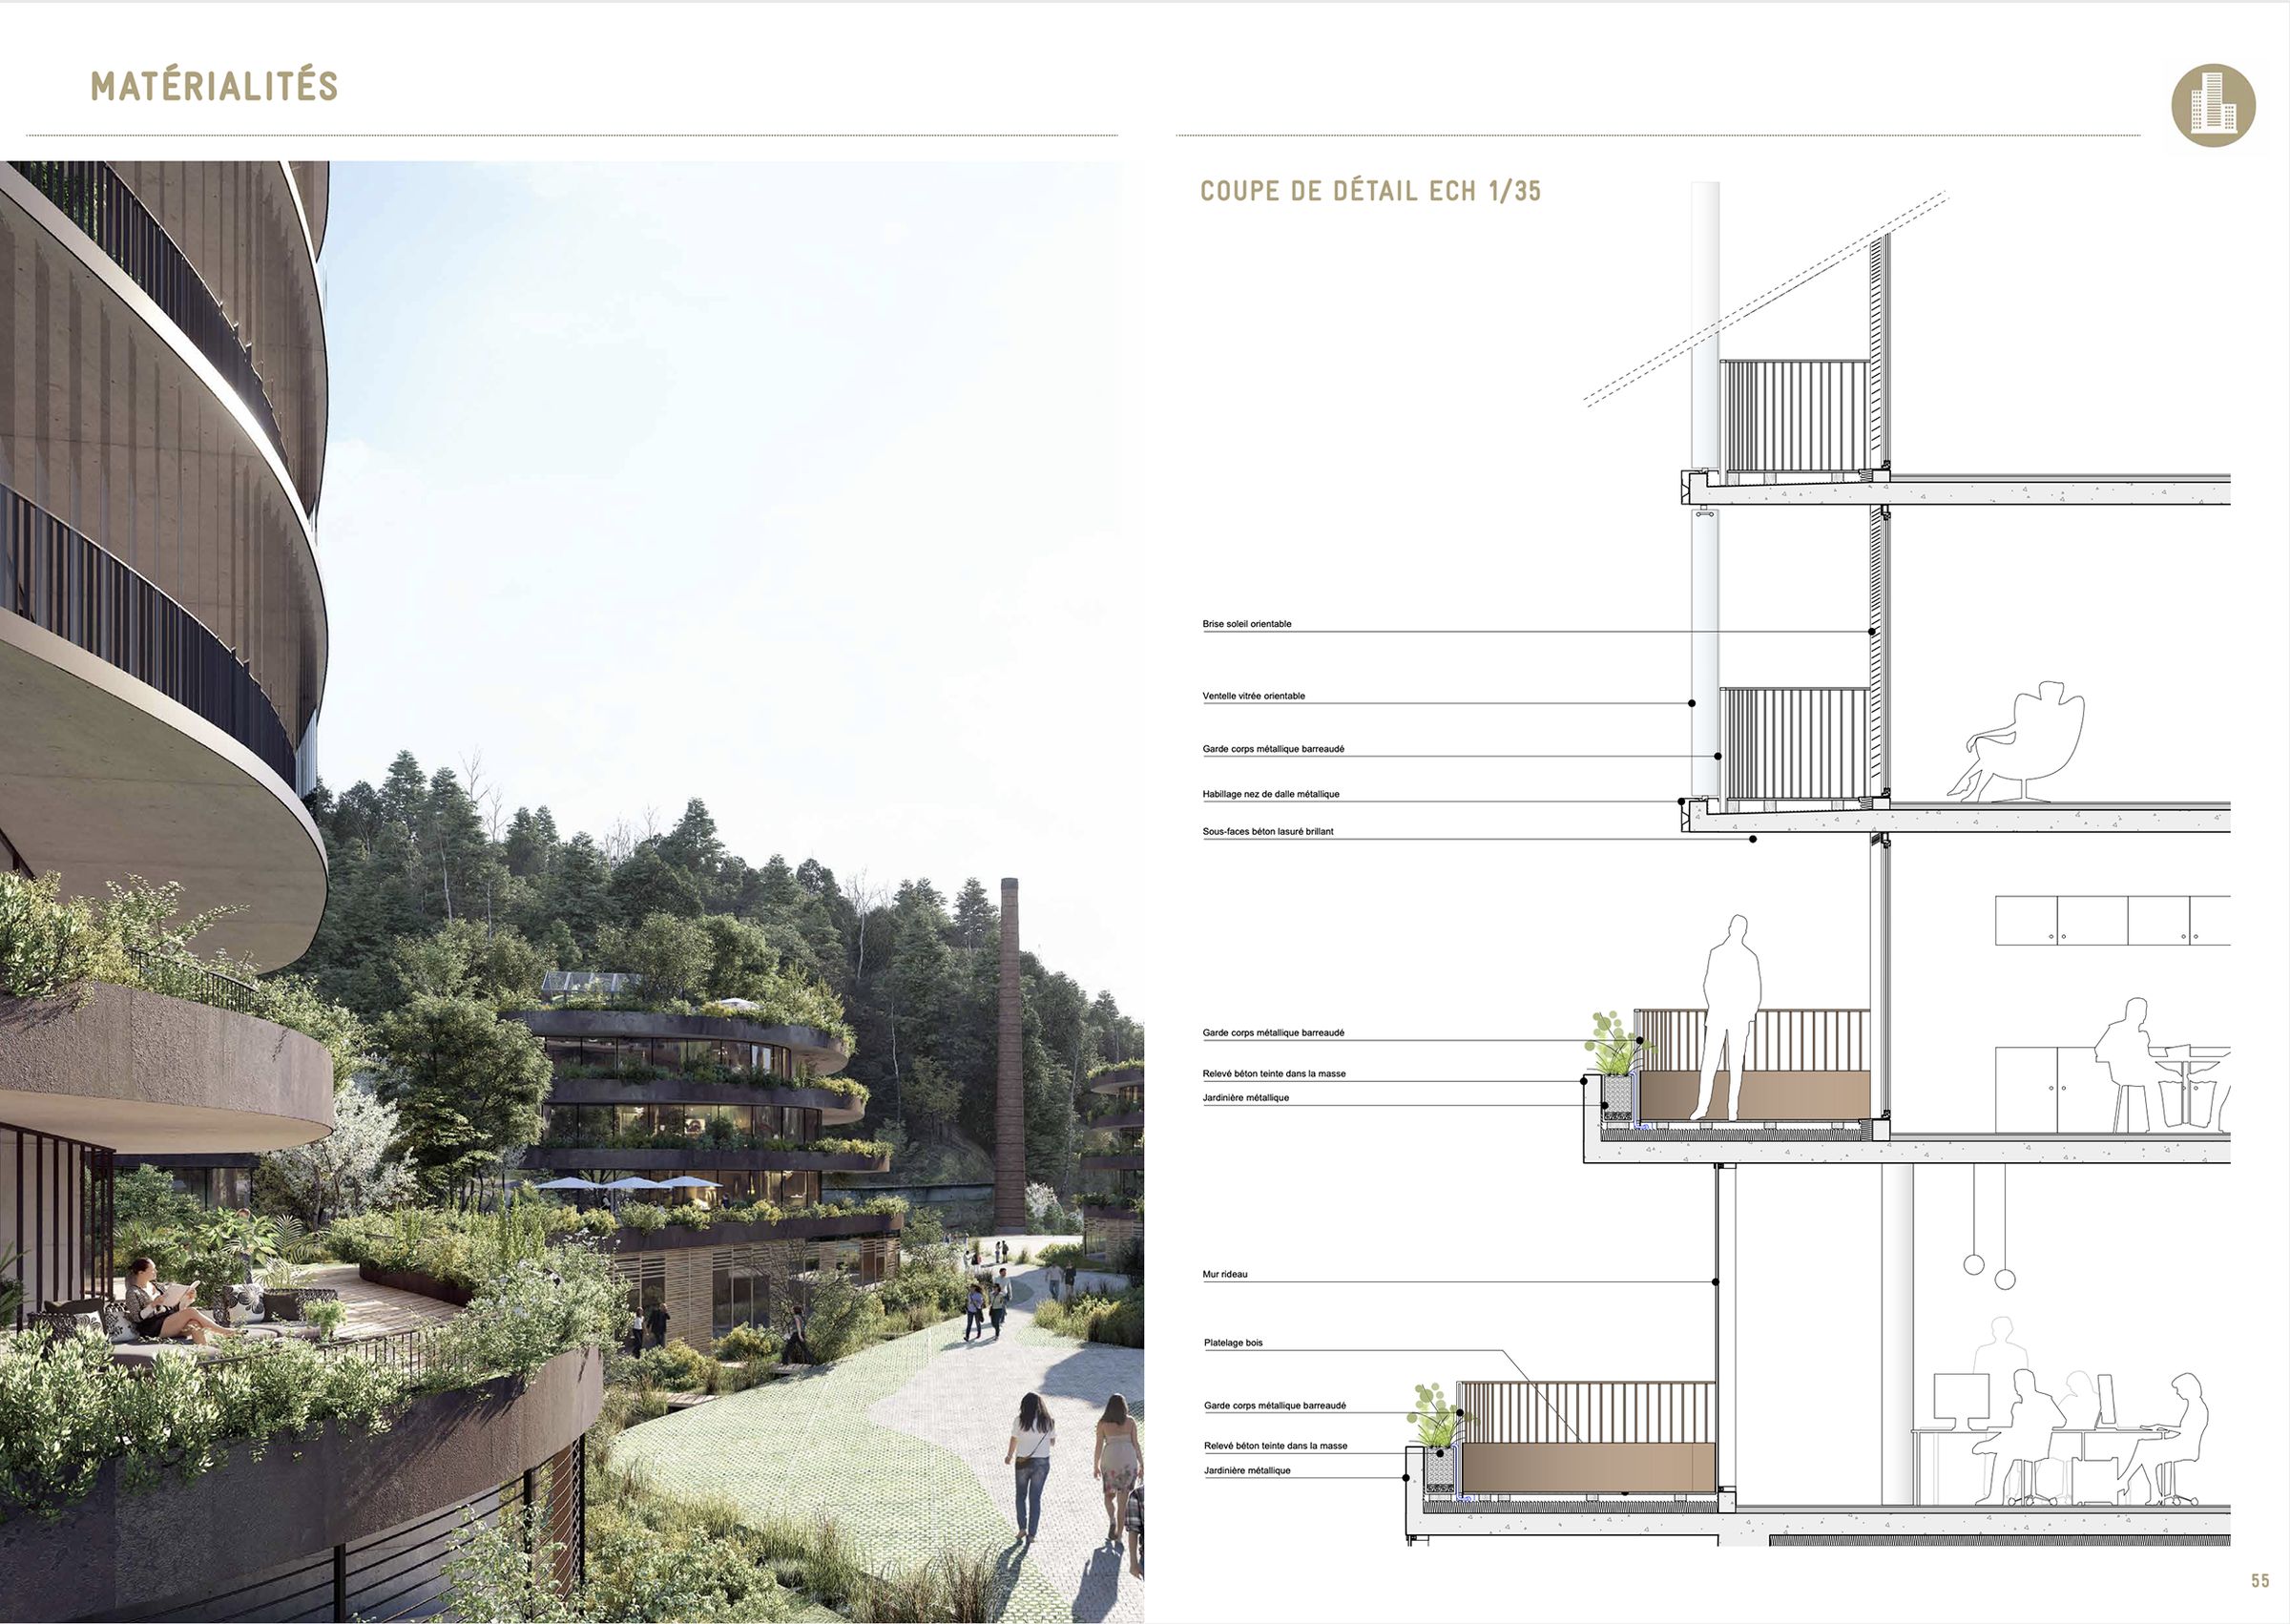 MATÉRIALITÉS
COUPE DE DÉTAIL ECH 1/35
Brise soleil orientable
Ventelle vitrée orientable
Garde corps métallique barreaudé
Habillage nez de dalle métallique
Sous-faces béton lasuré brillant
Garde corps métallique barreaudé
Relevé béton teinte dans la masse
Jardinière métallique
Mur rideau
Platelage bois
Garde corps métallique barreaudé
Relevé béton teinte dans la masse
Jardinière métallique
55